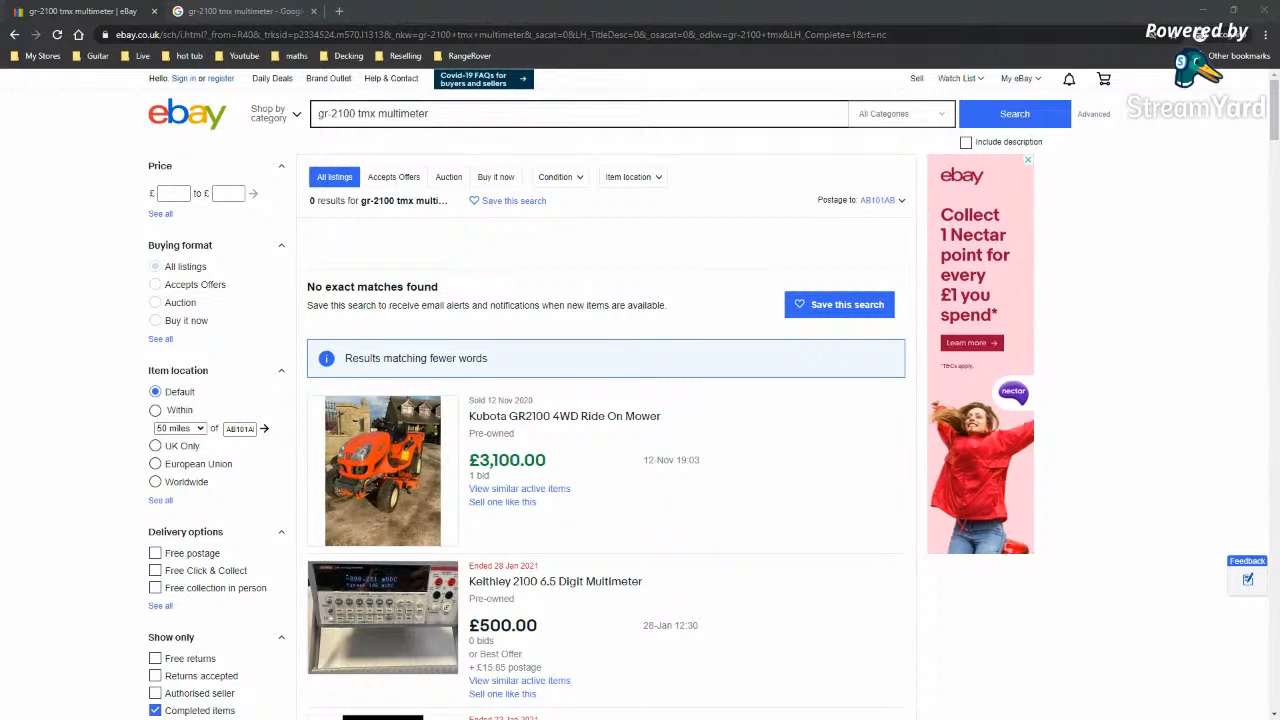 gr-2100 tmx multimeter | eBay
gr-2100 tmx multimeter - Google
ebay.co.uk/sch/i.html?_from=R40&_trksid=p2334524.m570.l1313&_nkw=gr-2100+tmx+multimeter&_sacat=0&LH_TitleDesc=0&_osacat=0&_odkw=gr-2100+tmx&LH_Complete=1&rt=nc
My Stores
Guitar
Live
hot tub
YouTube
maths
Decking
Reselling
RangeRover
Other bookmarks
Powered by
StreamYard
Hello. Sign in or register
Daily Deals
Brand Outlet
Help & Contact
Covid-19 FAQs for
buyers and sellers
Sell
Watch List
My eBay
ebay
Shop by
category
gr-2100 tmx multimeter
All Categories
Search
Advanced
Include description
Price
£ to £
See all
Buying format
All listings
Accepts Offers
Auction
Buy it now
See all
Item location
Default
Within
50 miles of AB101AB
UK Only
European Union
Worldwide
See all
Delivery options
Free postage
Free Click & Collect
Free collection in person
See all
Show only
Free returns
Returns accepted
Authorised seller
Completed items
All listings
Accepts Offers
Auction
Buy it now
Condition
Item location
0 results for gr-2100 tmx multi...
Save this search
Postage to: AB101AB
No exact matches found
Save this search to receive email alerts and notifications when new items are available.
Save this search
Results matching fewer words
Sold 12 Nov 2020
Kubota GR2100 4WD Ride On Mower
Pre-owned
£3,100.00
12-Nov 19:03
1 bid
View similar active items
Sell one like this
Ended 28 Jan 2021
Keithley 2100 6.5 Digit Multimeter
Pre-owned
£500.00
28-Jan 12:30
0 bids
or Best Offer
+ £15.85 postage
View similar active items
Sell one like this
ebay
Collect
1 Nectar
point for
every
£1 you
spend*
Learn more
*T&Cs apply.
nectar
Feedback